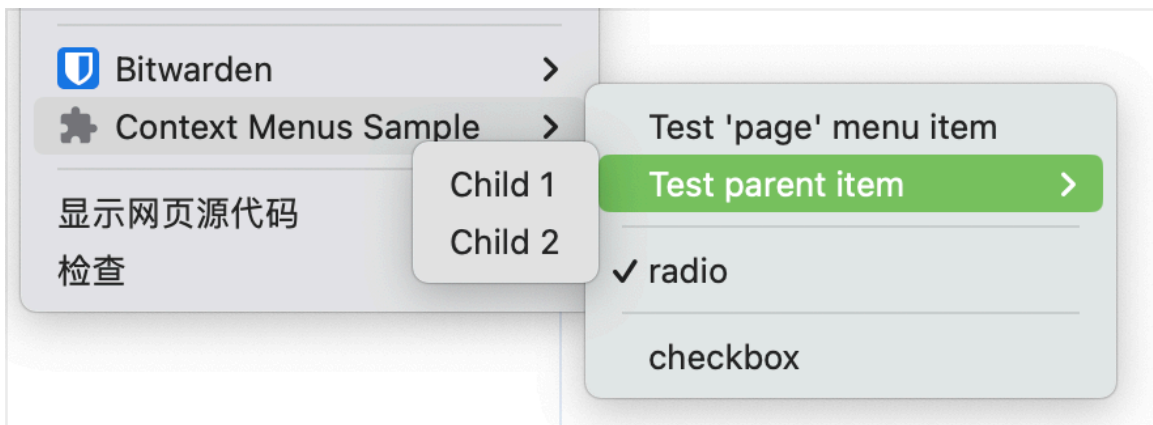 Bitwarden
Context Menus Sample
显示网页源代码
检查
Child 1
Child 2
Test 'page' menu item
Test parent item
radio
checkbox